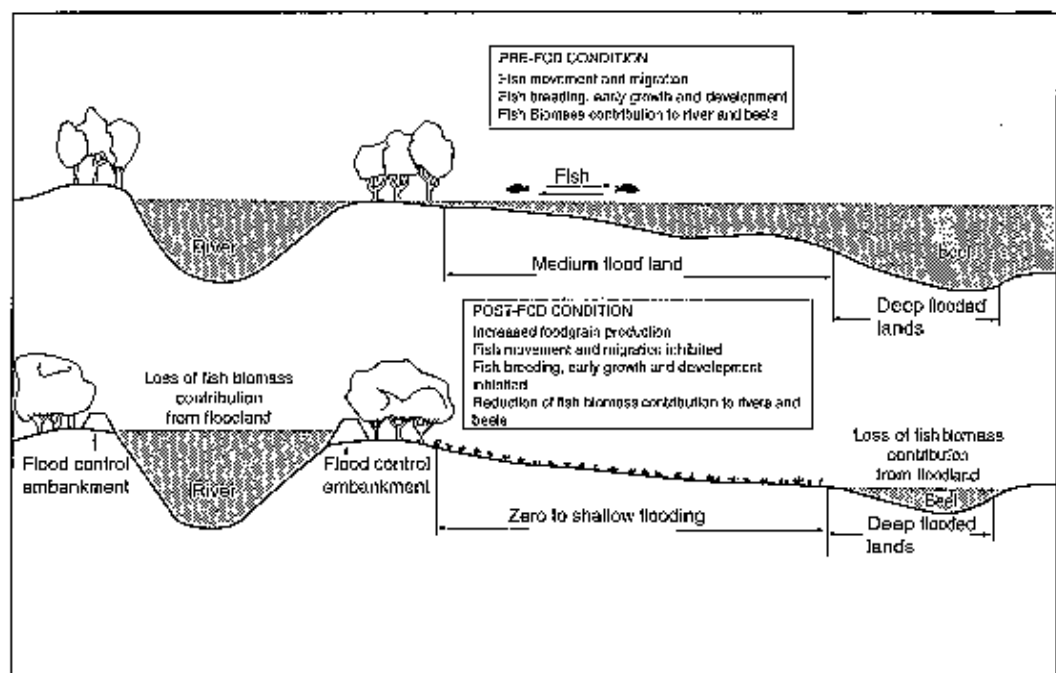 PRE-FCD CONDITION
Fish movement and migration
Fish breeding, early growth and development
Fish Biomass contribution to river and beels
Fish
River
Beel
Medium flood land
Deep flooded
lands
POST-FCD CONDITION
Increased foodgrain production
Fish movement and migration inhibited
Fish breeding, early growth and development
inhibited
Reduction of fish biomass contribution to rivers and
beels
Loss of fish biomass
contribution
from floodland
Flood control
embankment
River
Flood control
embankment
Loss of fish biomass
contribution
from floodland
Beel
Zero to shallow flooding
Deep flooded
lands